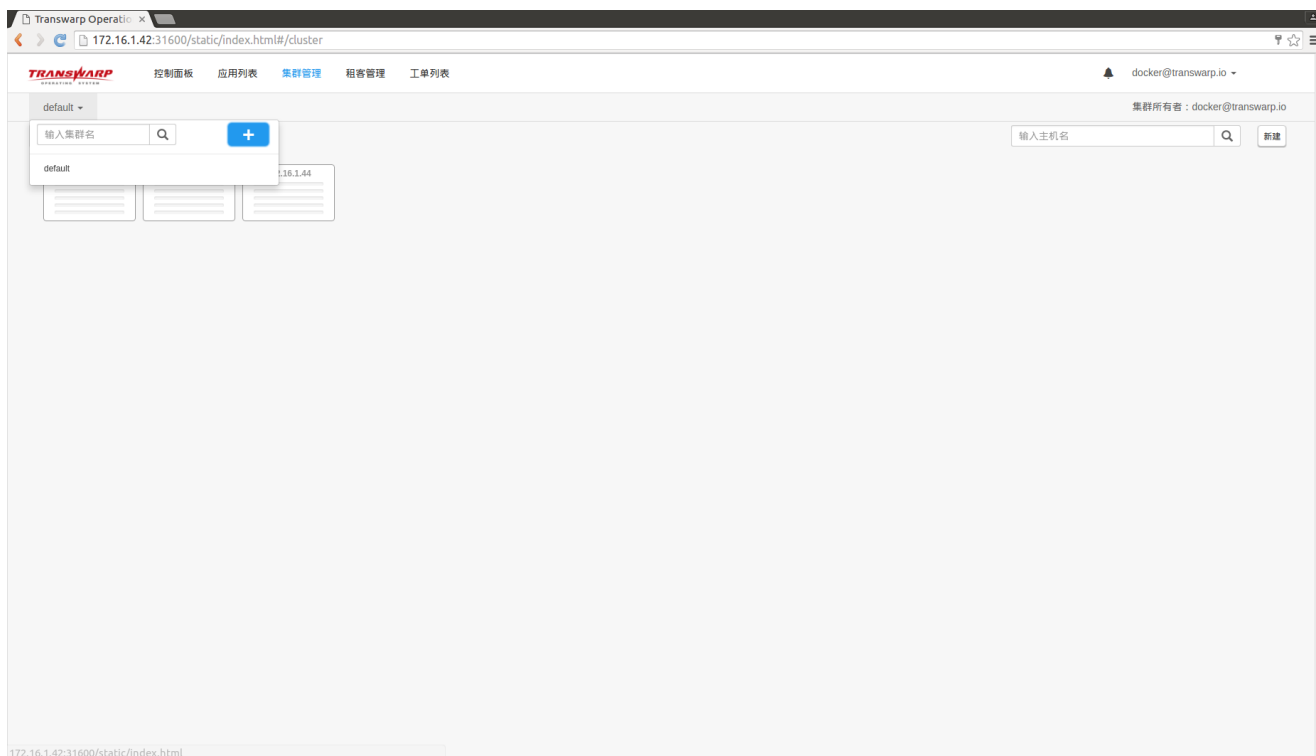 Transwarp Operatio
172.16.1.42:31600/static/index.html#/cluster
TRANSWARP
OPERATING SYSTEM
控制面板 应用列表 集群管理 租客管理 工单列表
docker@transwarp.io
default
集群所有者：docker@transwarp.io
输入集群名
输入主机名
新建
default
.16.1.44
172.16.1.42:31600/static/index.html